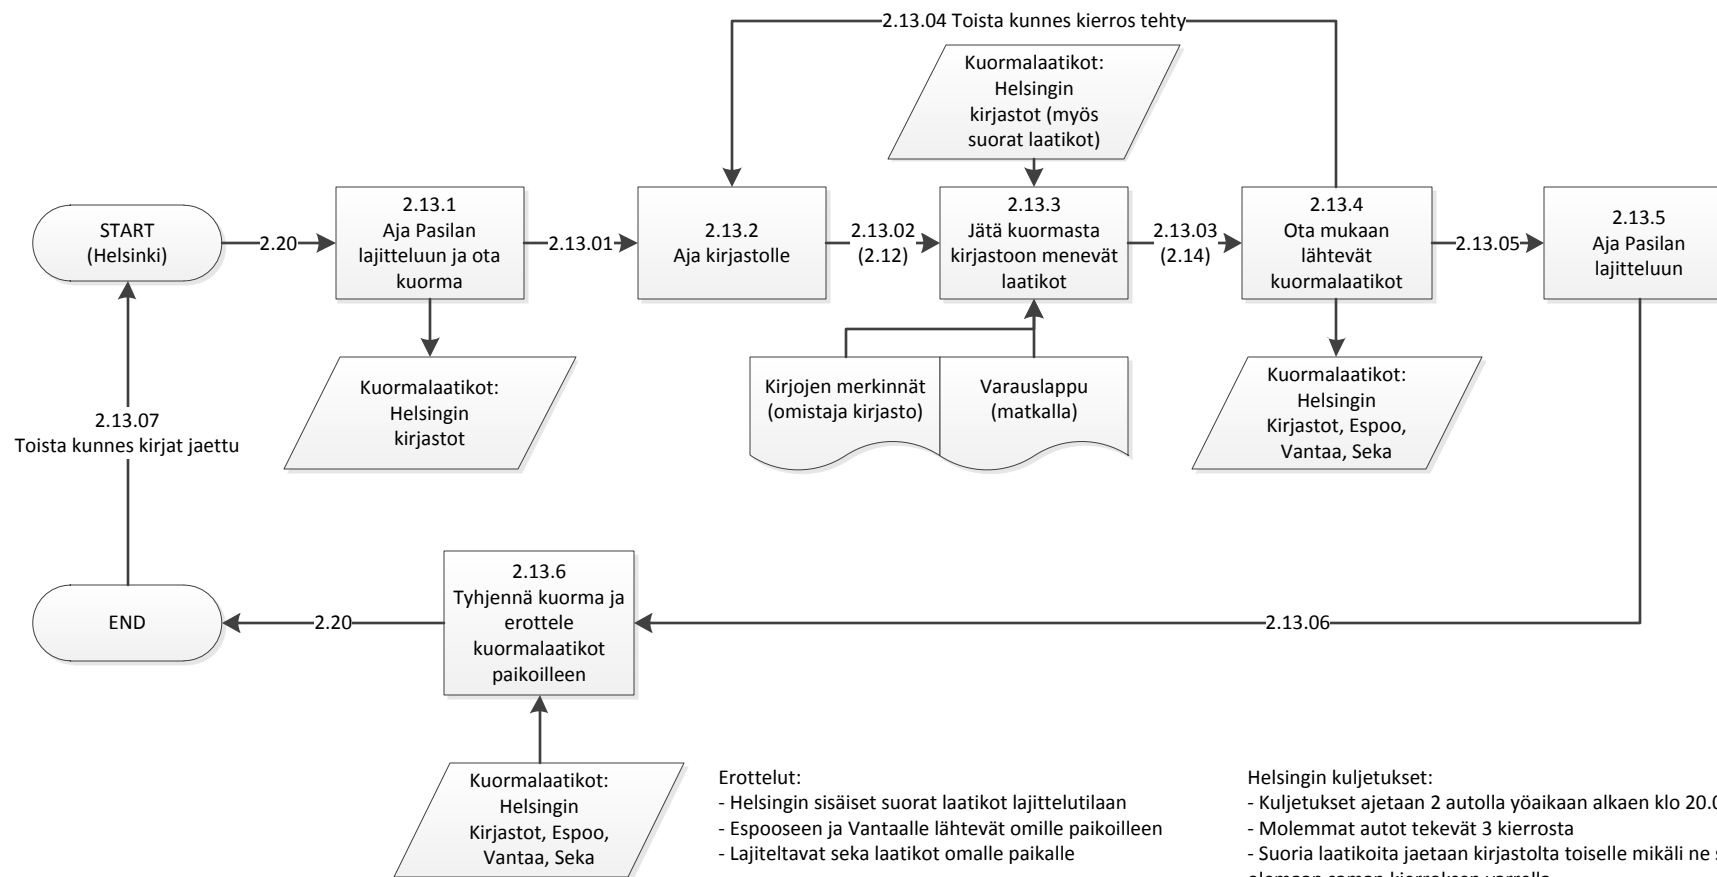 2.13.04 Toista kunnes kierros tehty
Kuormalaatikot:
Helsingin
kirjastot (myös
suorat laatikot)
START
(Helsinki)
2.20
2.13.1
Aja Pasilan
lajitteluun ja ota
kuorma
2.13.01
2.13.2
Aja kirjastolle
2.13.02
(2.12)
2.13.3
Jätä kuormasta
kirjastoon menevät
laatikot
2.13.03
(2.14)
2.13.4
Ota mukaan
lähtevät
kuormalaatikot
2.13.05
2.13.5
Aja Pasilan
lajitteluun
Kuormalaatikot:
Helsingin
kirjastot
Kirjojen merkinnät
(omistaja kirjasto)
Varauslappu
(matkalla)
Kuormalaatikot:
Helsingin
Kirjastot, Espoo,
Vantaa, Seka
2.13.07
Toista kunnes kirjat jaettu
END
2.20
2.13.6
Tyhjennä kuorma ja
erottele
kuormalaatikot
paikoilleen
2.13.06
Kuormalaatikot:
Helsingin
Kirjastot, Espoo,
Vantaa, Seka
Erottelut:
- Helsingin sisäiset suorat laatikot lajittelutilaan
- Espooseen ja Vantaalle lähtevät omille paikoilleen
- Lajiteltavat seka laatikot omalle paikalle
Helsingin kuljetukset:
- Kuljetukset ajetaan 2 autolla yöaikaan alkaen klo 20.0
- Molemmat autot tekevät 3 kierrosta
- Suoria laatikoita jaetaan kirjastolta toiselle mikäli ne